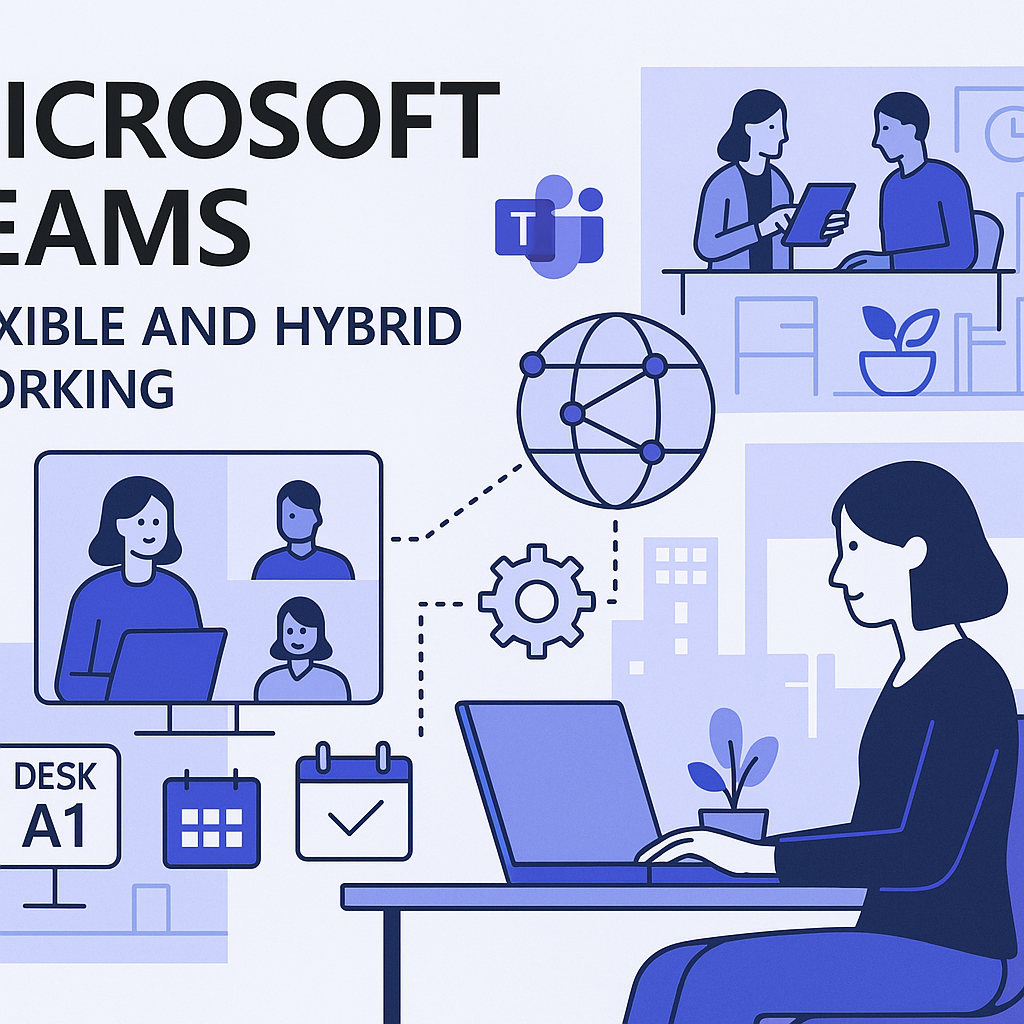 ICROSOFT
EAMS
XIBLE AND HYBRID
ORKING
T
DESK
A1